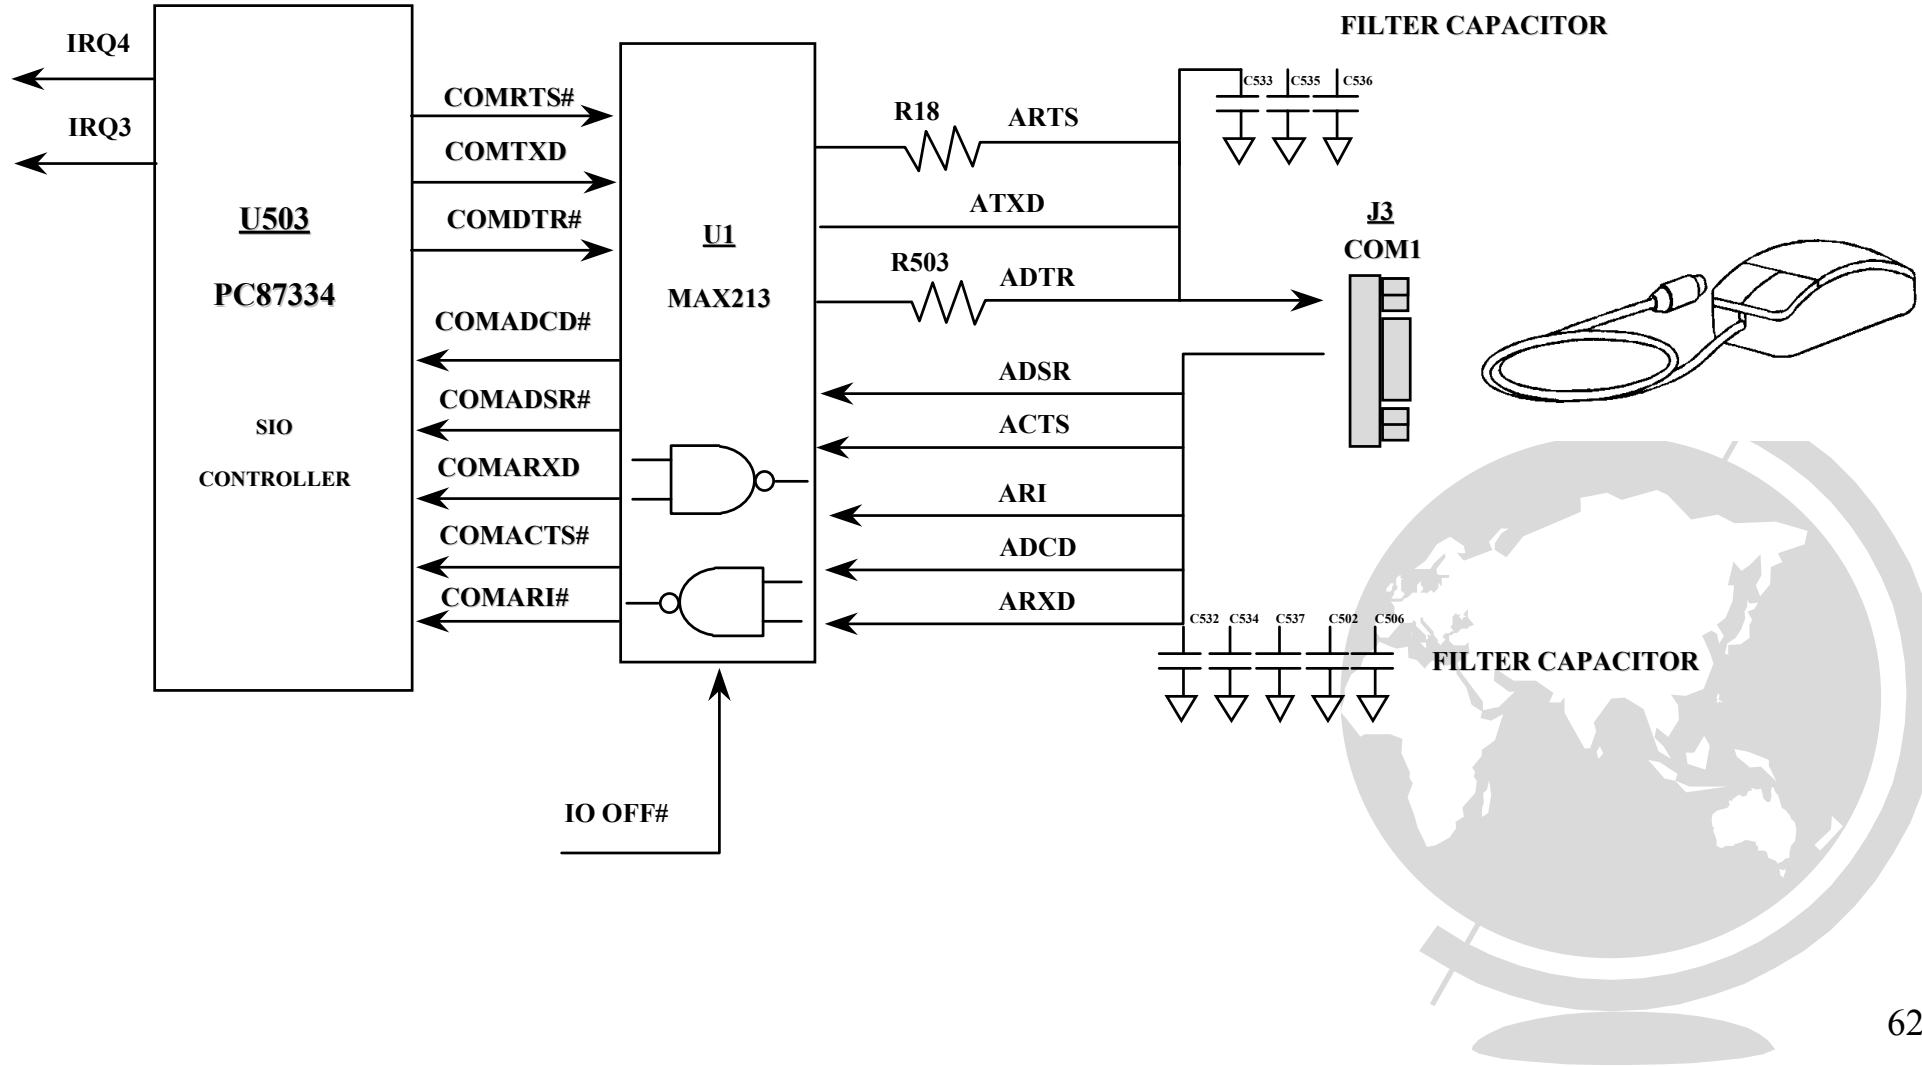 FILTER CAPACITOR
IRQ4
IRQ3
U503
PC87334
SIO
CONTROLLER
COMRTS#
COMTXD
COMDTR#
COMADCD#
COMADSR#
COMARXD
COMACTS#
COMARI#
U1
MAX213
IO OFF#
R18
ARTS
ATXD
R503
ADTR
ADSR
ACTS
ARI
ADCD
ARXD
C533 C535 C536
J3
COM1
C532 C534 C537 C502 C506
FILTER CAPACITOR
62